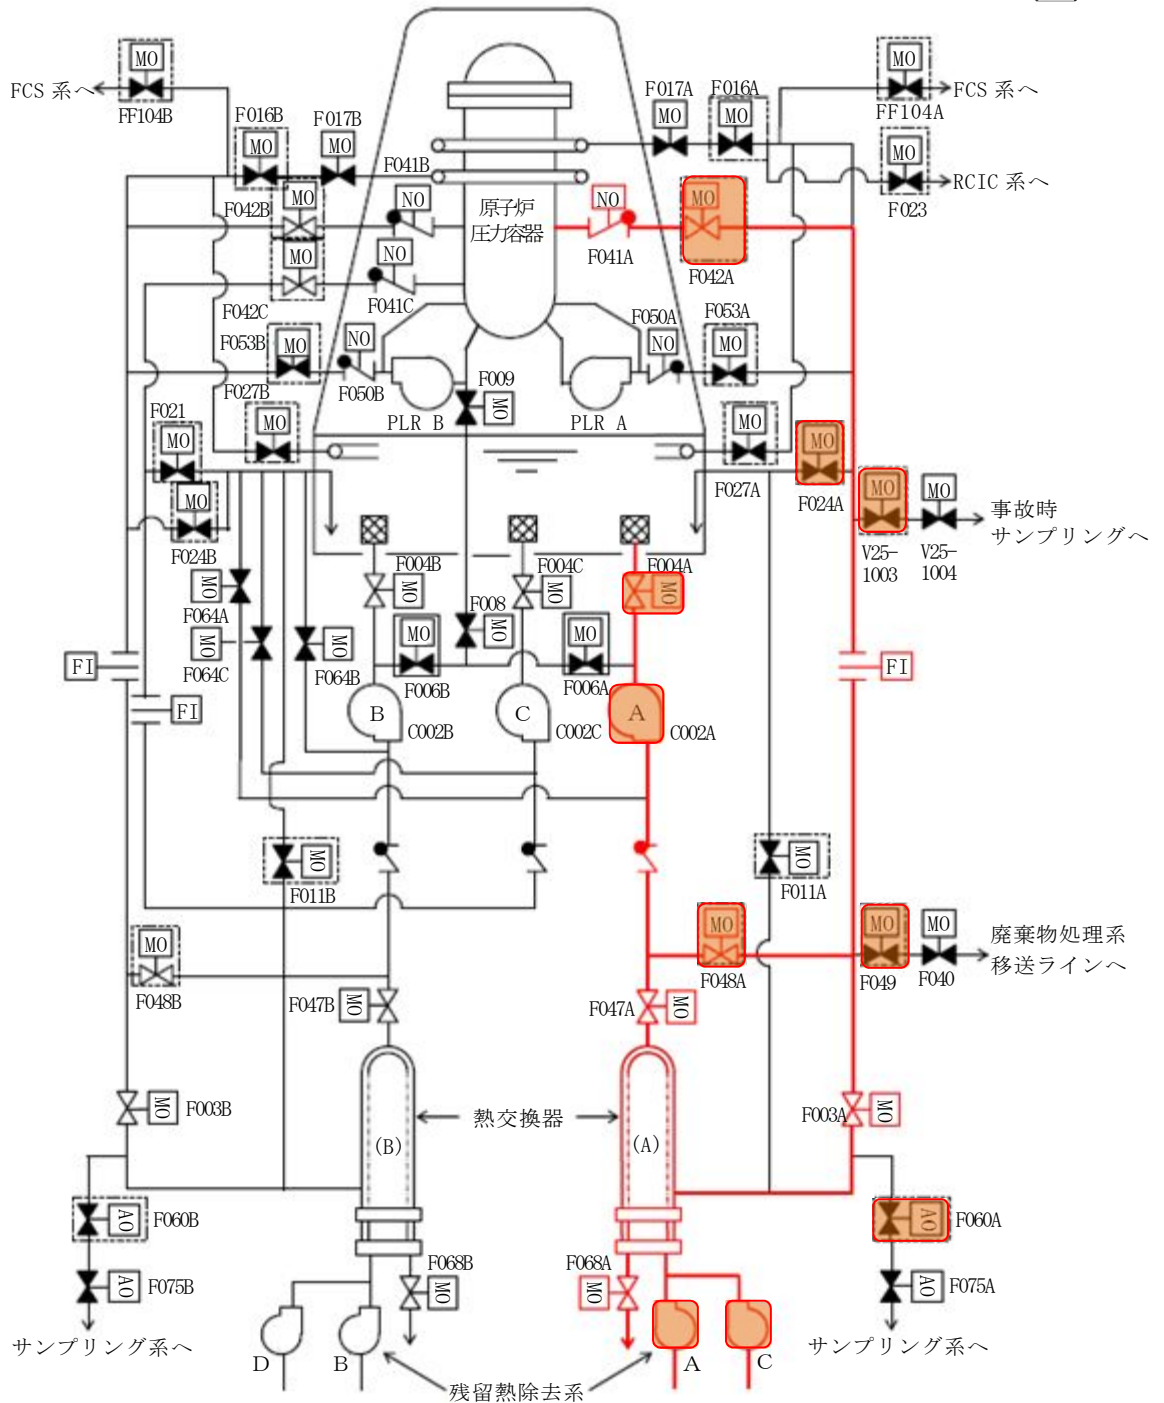 MO
MO
FCS 系へ
FF104B
F016B
F017B
F017A
F016A
FF104A
FCS 系へ
MO
MO
MO
MO
MO
F041B
RCIC 系へ
F023
F042B
MO
NO
原子炉
圧力容器
NO
MO
F041A
F042A
MO
NO
F042C
F041C
F050A
F053A
F053B
MO
NO
NO
MO
F050B
F009
MO
F027B
PLR B
PLR A
F021
MO
MO
MO
MO
F027A
F024A
MO
MO
MO
F024B
V25-
1003
V25-
1004
事故時
サンプリングへ
F004B
F004C
F004A
MO
MO
MO
MO
F064A
F008
MO
MO
MO
MO
MO
F064C
F064B
F006B
F006A
FI
FI
FI
B
C
A
C002B
C002C
C002A
MO
MO
F011B
F011A
MO
MO
MO
MO
F048B
F048A
F049
F040
廃棄物処理系
移送ラインへ
F047B
MO
F047A
MO
MO
F003B
熱交換器
F003A
MO
(B)
(A)
AO
F060B
AO
F060A
F068B
MO
F068A
MO
AO
F075B
AO
F075A
サンプリング系へ
サンプリング系へ
D
B
A
C
残留熱除去系